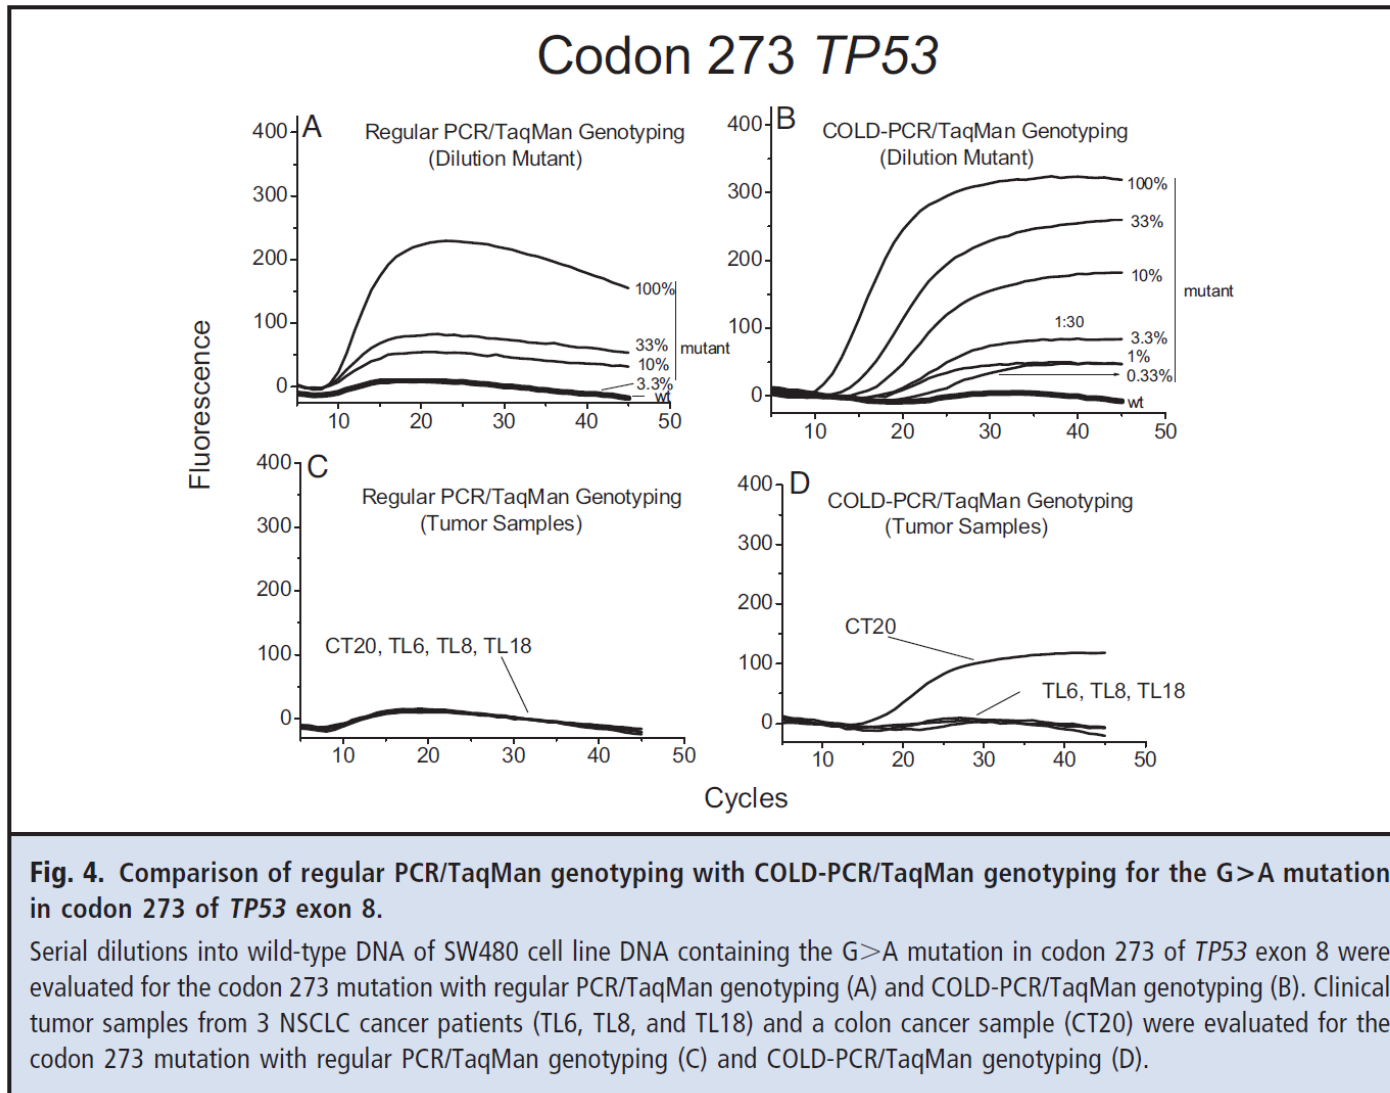 Codon 273 TP53
A
Regular PCR/TaqMan Genotyping
(Dilution Mutant)
400
300
200
100
0
10
20
30
40
50
100%
33%
10%
3.3%
wt
mutant
B
COLD-PCR/TaqMan Genotyping
(Dilution Mutant)
400
300
200
100
0
10
20
30
40
50
100%
33%
10%
1:30
3.3%
1%
0.33%
wt
mutant
Fluorescence
C
Regular PCR/TaqMan Genotyping
(Tumor Samples)
400
300
200
100
0
10
20
30
40
50
CT20, TL6, TL8, TL18
D
COLD-PCR/TaqMan Genotyping
(Tumor Samples)
400
300
200
100
0
10
20
30
40
50
CT20
TL6, TL8, TL18
Cycles
Fig. 4. Comparison of regular PCR/TaqMan genotyping with COLD-PCR/TaqMan genotyping for the G>A mutation
in codon 273 of TP53 exon 8.
Serial dilutions into wild-type DNA of SW480 cell line DNA containing the G>A mutation in codon 273 of TP53 exon 8 were
evaluated for the codon 273 mutation with regular PCR/TaqMan genotyping (A) and COLD-PCR/TaqMan genotyping (B). Clinical
tumor samples from 3 NSCLC cancer patients (TL6, TL8, and TL18) and a colon cancer sample (CT20) were evaluated for the
codon 273 mutation with regular PCR/TaqMan genotyping (C) and COLD-PCR/TaqMan genotyping (D).